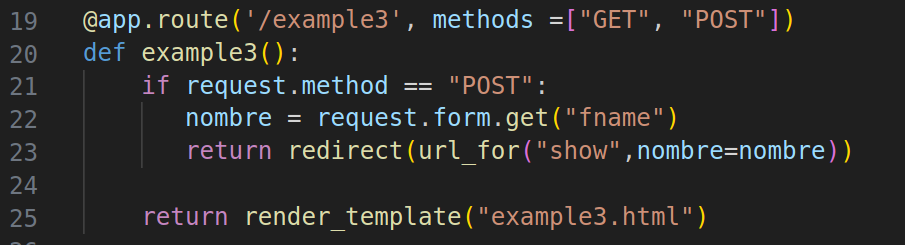 19 @app.route('/example3', methods =["GET", "POST"])
20 def example3():
21     if request.method == "POST":
22         nombre = request.form.get("fname")
23         return redirect(url_for("show",nombre=nombre))
24
25     return render_template("example3.html")